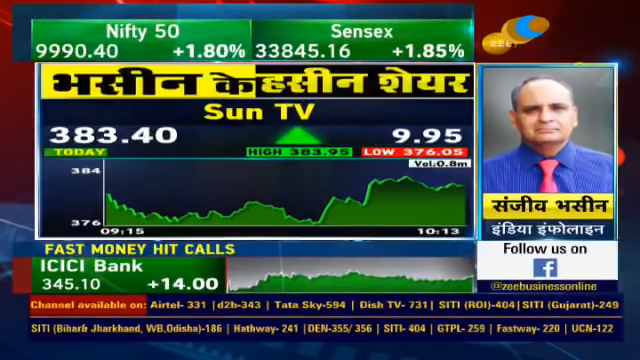 Nifty 50
9990.40 +1.80%
Sensex
33845.16 +1.85%
ZEE
भसीन के हसीन शेयर
Sun TV
383.40 9.95
TODAY HIGH 383.95 LOW 376.05
Vol:0.8m
384
376
09:15 10:13
संजीव भसीन
इंडिया इंफोलाइन
FAST MONEY HIT CALLS
ICICI Bank
345.10 +14.00
Follow us on
f
@zeebusinessonline
Channel available on: Airtel- 331 |d2h-343 | Tata Sky-594 | Dish TV- 731| SITI (ROI)-404| SITI (Gujarat)-249
SITI (Bihar& Jharkhand, WB,Odisha)-186 | Hathway- 241 |DEN-355/ 356 | SITI- 404 | GTPL- 259 | Fastway- 220 | UCN-122